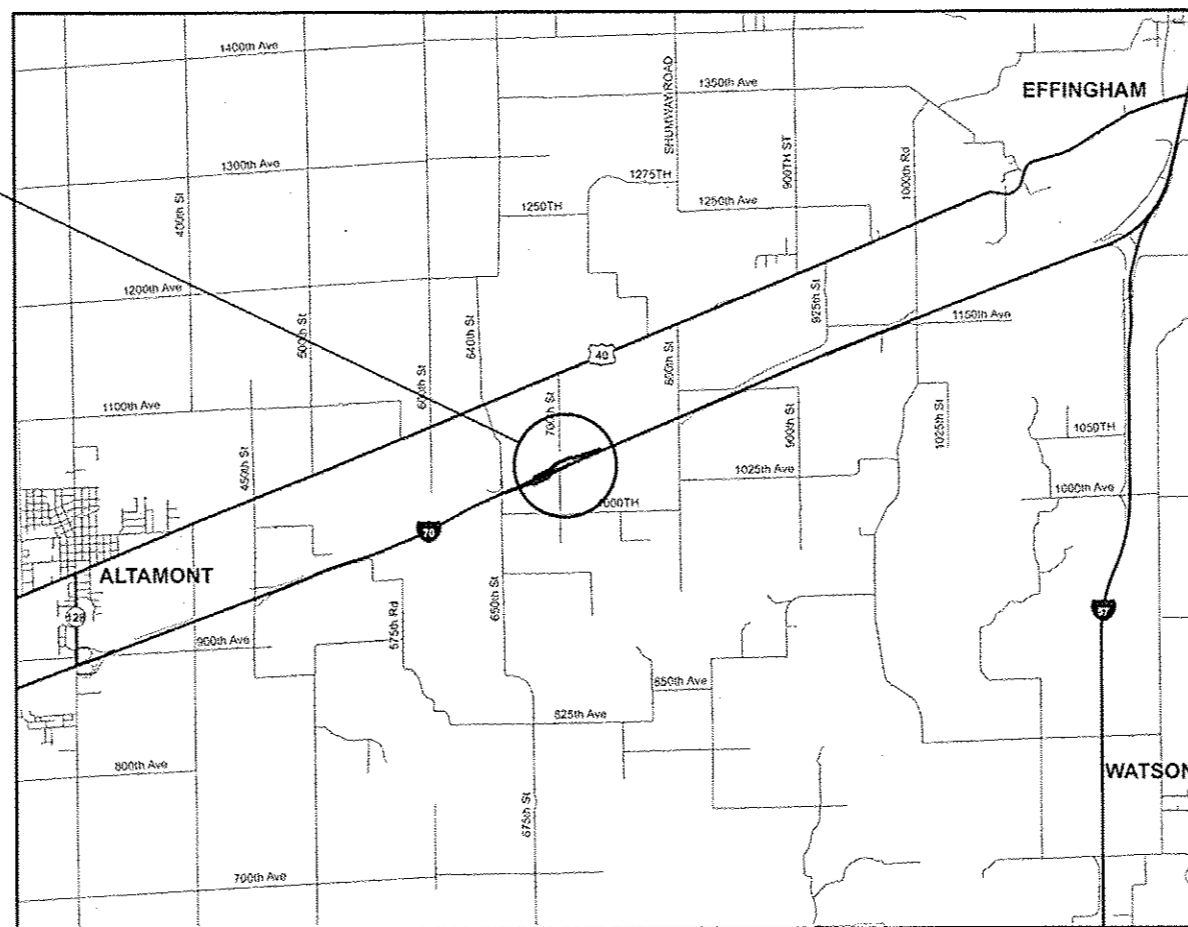 1400th Ave
SHUMWAY ROAD
1350th Ave
EFFINGHAM
1300th Ave
400th St
1275TH
900TH ST
1000th Rd
1250TH
1250th Ave
1200th Ave
500th St
640th St
600th St
925th St
1150th Ave
40
800th St
1100th Ave
700th St
450th St
900th St
1025th St
1050TH
1025th Ave
1000th Ave
1000TH
70
ALTAMONT
128
650th St
57
575th Rd
900th Ave
650th Ave
625th Ave
800th Ave
WATSON
675th St
700th Ave